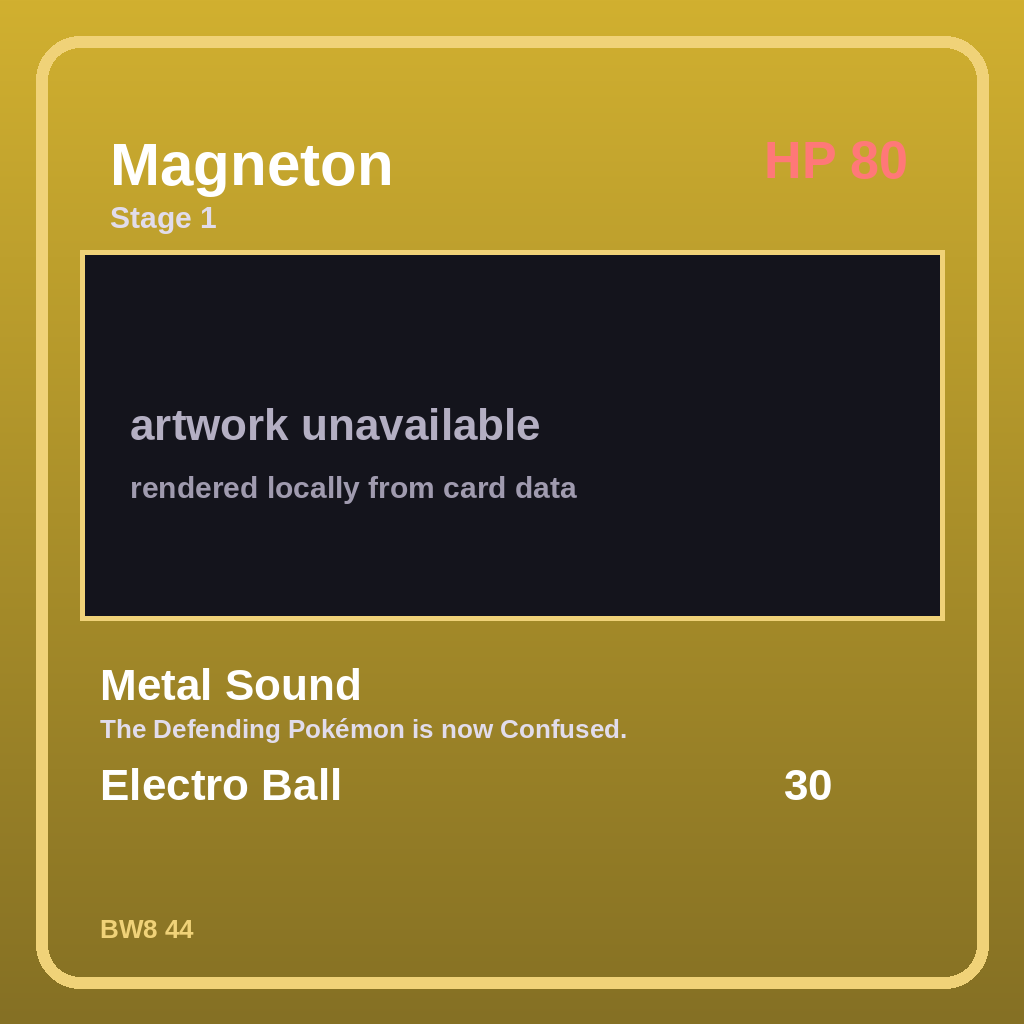 Magneton
HP 80
Stage 1
artwork unavailable
rendered locally from card data
Metal Sound
The Defending Pokémon is now Confused.
Electro Ball 30
BW8 44